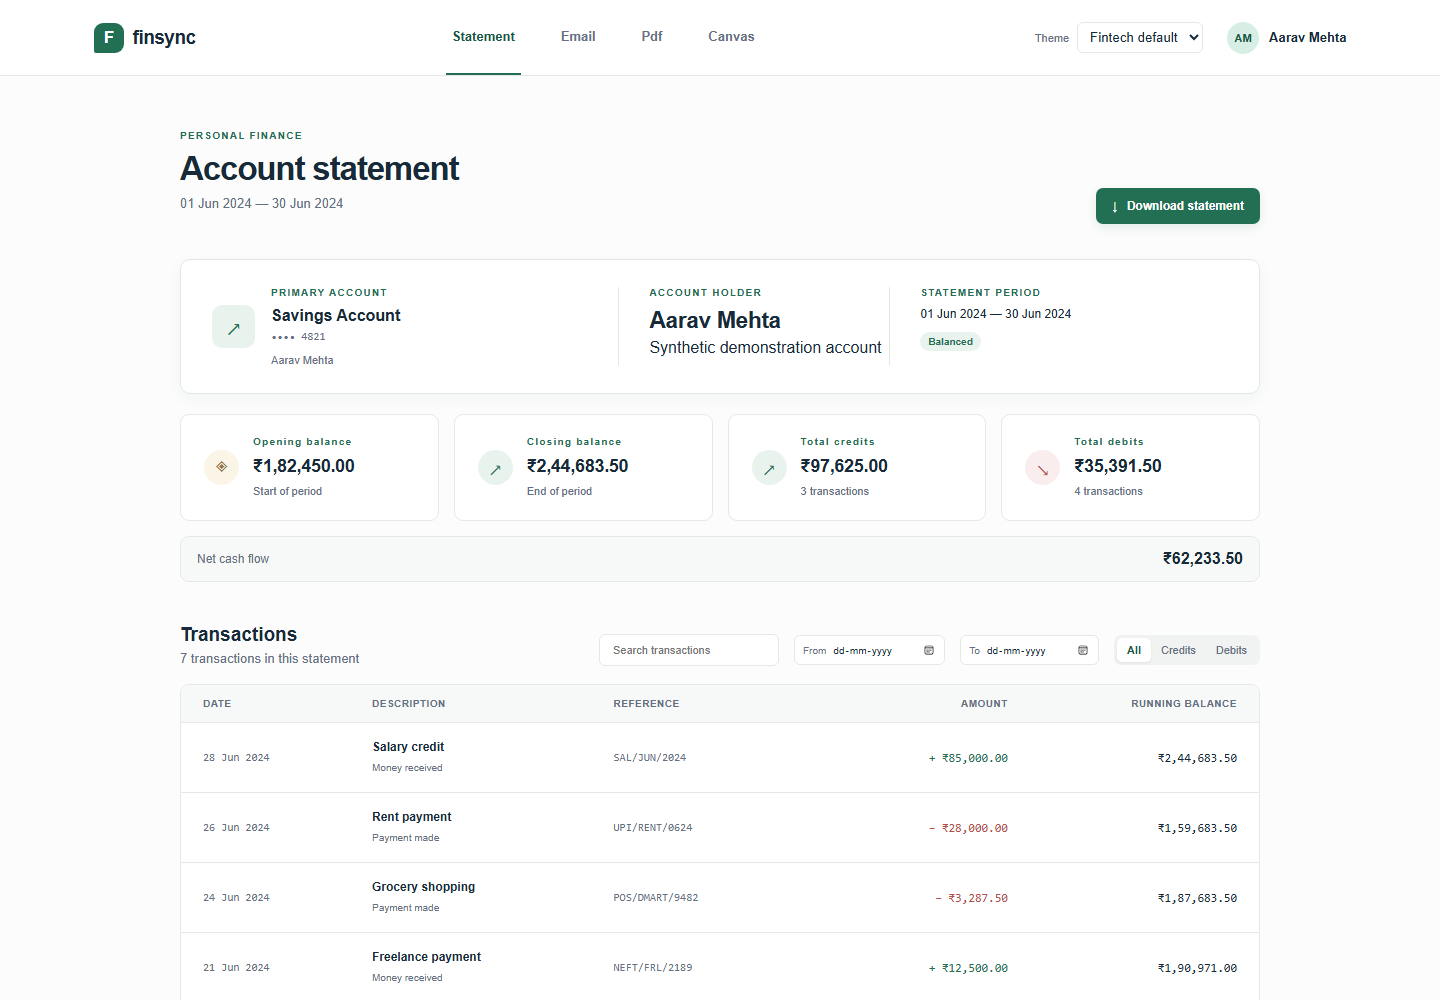 F finsync
Statement Email Pdf Canvas
Theme Fintech default
AM Aarav Mehta
PERSONAL FINANCE
Account statement
01 Jun 2024 — 30 Jun 2024
↓ Download statement
PRIMARY ACCOUNT
Savings Account
•••• 4821
Aarav Mehta
ACCOUNT HOLDER
Aarav Mehta
Synthetic demonstration account
STATEMENT PERIOD
01 Jun 2024 — 30 Jun 2024
Balanced
Opening balance
₹1,82,450.00
Start of period
Closing balance
₹2,44,683.50
End of period
Total credits
₹97,625.00
3 transactions
Total debits
₹35,391.50
4 transactions
Net cash flow ₹62,233.50
Transactions
7 transactions in this statement
Search transactions
From dd-mm-yyyy
To dd-mm-yyyy
All Credits Debits
DATE DESCRIPTION REFERENCE AMOUNT RUNNING BALANCE
28 Jun 2024 Salary credit SAL/JUN/2024 + ₹85,000.00 ₹2,44,683.50
Money received
26 Jun 2024 Rent payment UPI/RENT/0624 − ₹28,000.00 ₹1,59,683.50
Payment made
24 Jun 2024 Grocery shopping POS/DMART/9482 − ₹3,287.50 ₹1,87,683.50
Payment made
21 Jun 2024 Freelance payment NEFT/FRL/2189 + ₹12,500.00 ₹1,90,971.00
Money received